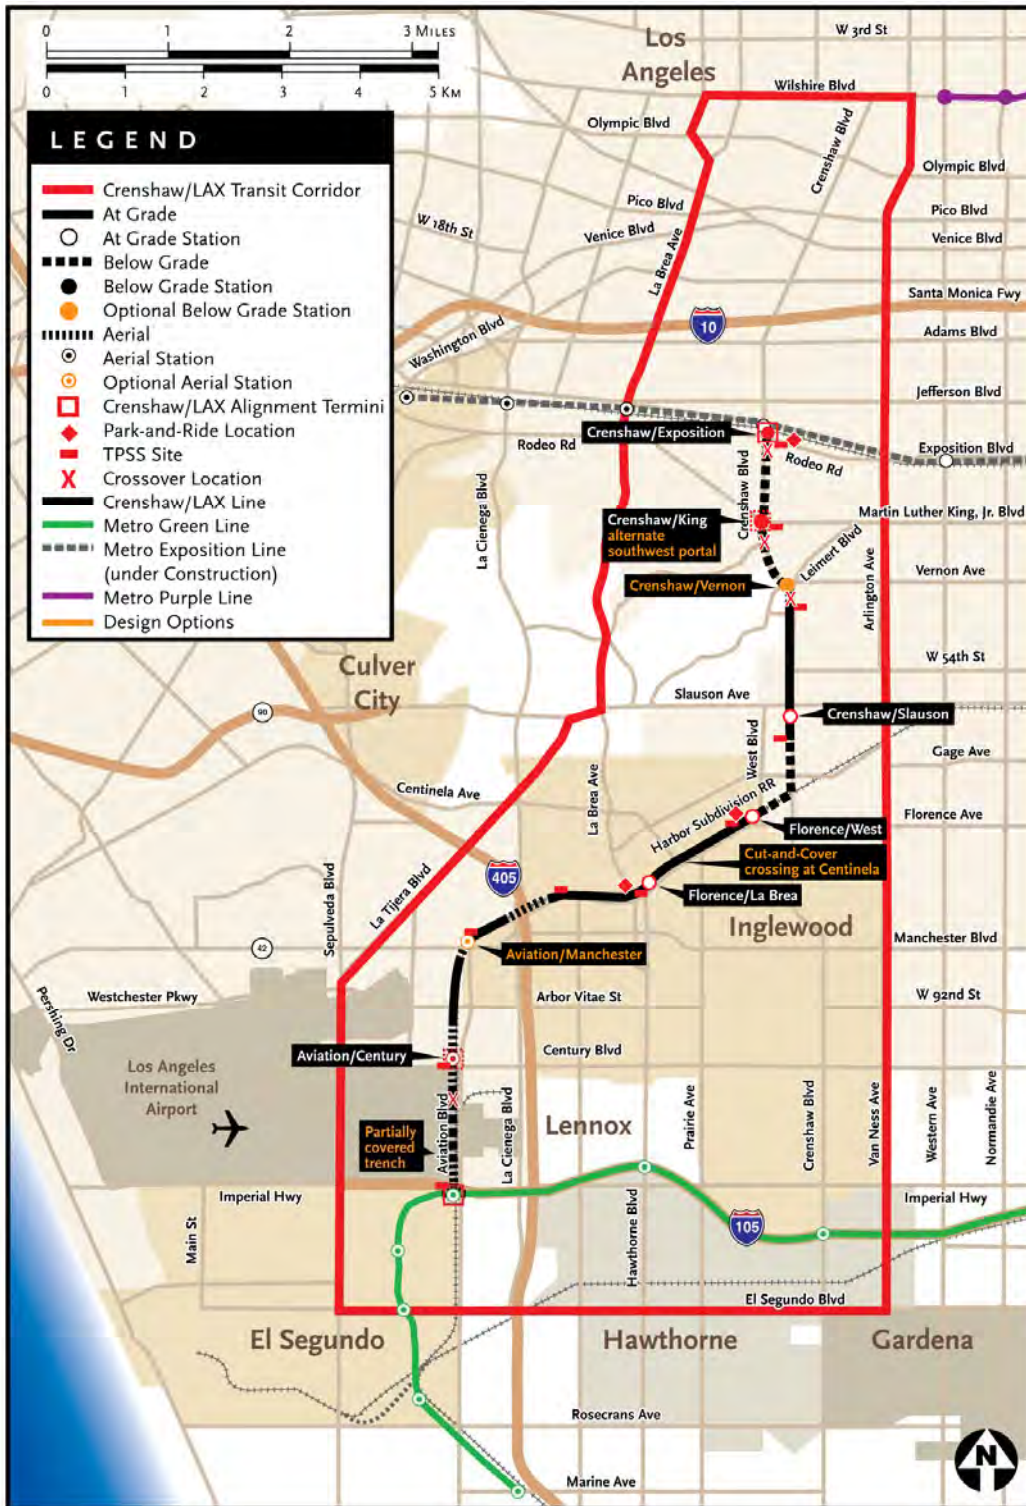 0 1 2 3 MILES
0 1 2 3 4 5 KM
LEGEND
Crenshaw/LAX Transit Corridor
At Grade
At Grade Station
Below Grade
Below Grade Station
Optional Below Grade Station
Aerial
Aerial Station
Optional Aerial Station
Crenshaw/LAX Alignment Termini
Park-and-Ride Location
TPSS Site
X Crossover Location
Crenshaw/LAX Line
Metro Green Line
Metro Exposition Line
(under Construction)
Metro Purple Line
Design Options
Los
Angeles
W 3rd St
Wilshire Blvd
Olympic Blvd
Crenshaw Blvd
Olympic Blvd
Pico Blvd
Pico Blvd
W 18th St
Venice Blvd
Venice Blvd
La Brea Ave
Santa Monica Fwy
10
Washington Blvd
Adams Blvd
Jefferson Blvd
Crenshaw/Exposition
Rodeo Rd
Rodeo Rd
Exposition Blvd
Crenshaw Blvd
La Cienega Blvd
Crenshaw/King
alternate
southwest portal
Martin Luther King, Jr. Blvd
Leimert Blvd
Crenshaw/Vernon
Vernon Ave
Arlington Ave
W 54th St
Culver
City
Slauson Ave
90
Crenshaw/Slauson
West Blvd
Gage Ave
Centinela Ave
La Brea Ave
Harbor Subdivision RR
Florence/West
Florence Ave
Cut-and-Cover
crossing at Centinela
405
Florence/La Brea
Sepulveda Blvd
La Tijera Blvd
Inglewood
42
Aviation/Manchester
Manchester Blvd
Pershing Dr
Westchester Pkwy
Arbor Vitae St
W 92nd St
Aviation/Century
Century Blvd
Los Angeles
International
Airport
Aviation Blvd
La Cienega Blvd
Lennox
Prairie Ave
Crenshaw Blvd
Van Ness Ave
Western Ave
Normandie Ave
Partially
covered
trench
Imperial Hwy
Imperial Hwy
Main St
Hawthorne Blvd
105
El Segundo Blvd
El Segundo
Hawthorne
Gardena
Rosecrans Ave
Marine Ave
N